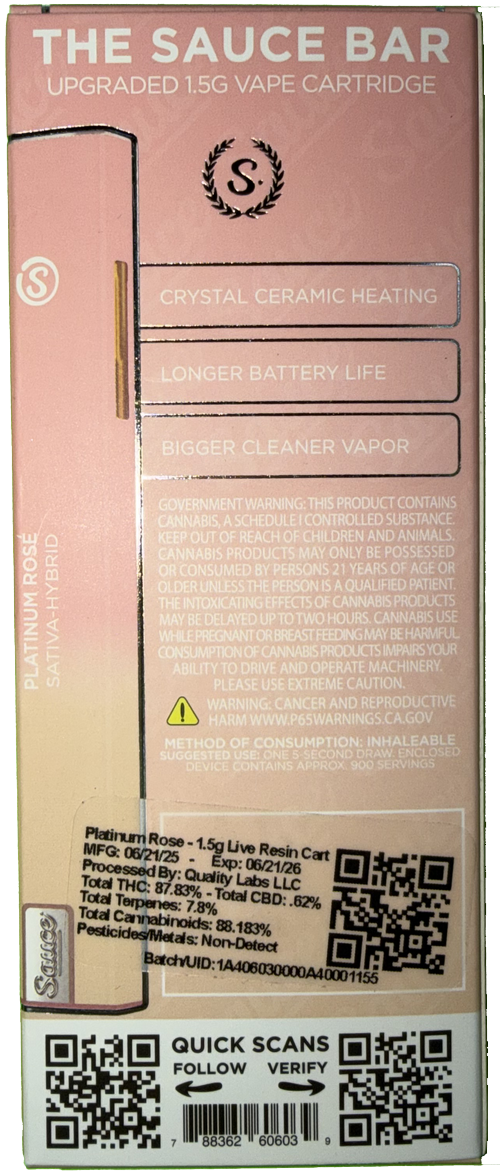 THE SAUCE BAR
UPGRADED 1.5G VAPE CARTRIDGE
S.
S
CRYSTAL CERAMIC HEATING
LONGER BATTERY LIFE
BIGGER CLEANER VAPOR
PLATINUM ROSÉ
SATIVA-HYBRID
GOVERNMENT WARNING: THIS PRODUCT CONTAINS
CANNABIS, A SCHEDULE I CONTROLLED SUBSTANCE.
KEEP OUT OF REACH OF CHILDREN AND ANIMALS.
CANNABIS PRODUCTS MAY ONLY BE POSSESSED
OR CONSUMED BY PERSONS 21 YEARS OF AGE OR
OLDER UNLESS THE PERSON IS A QUALIFIED PATIENT.
THE INTOXICATING EFFECTS OF CANNABIS PRODUCTS
MAY BE DELAYED UP TO TWO HOURS. CANNABIS USE
WHILE PREGNANT OR BREAST FEEDING MAY BE HARMFUL.
CONSUMPTION OF CANNABIS PRODUCTS IMPAIRS YOUR
ABILITY TO DRIVE AND OPERATE MACHINERY.
PLEASE USE EXTREME CAUTION.
WARNING: CANCER AND REPRODUCTIVE
HARM WWW.P65WARNINGS.CA.GOV
METHOD OF CONSUMPTION: INHALEABLE
SUGGESTED USE: ONE 5-SECOND DRAW. ENCLOSED
DEVICE CONTAINS APPROX. 900 SERVINGS
Platinum Rose - 1.5g Live Resin Cart
MFG: 06/21/25 - Exp: 06/21/26
Processed By: Quality Labs LLC
Total THC: 87.83% - Total CBD: .62%
Total Terpenes: 7.8%
Total Cannabinoids: 88.183%
Pesticides/Metals: Non-Detect
Batch/UID:1A406030000A40001155
Sauce
QUICK SCANS
FOLLOW VERIFY
7 88362 60603 9